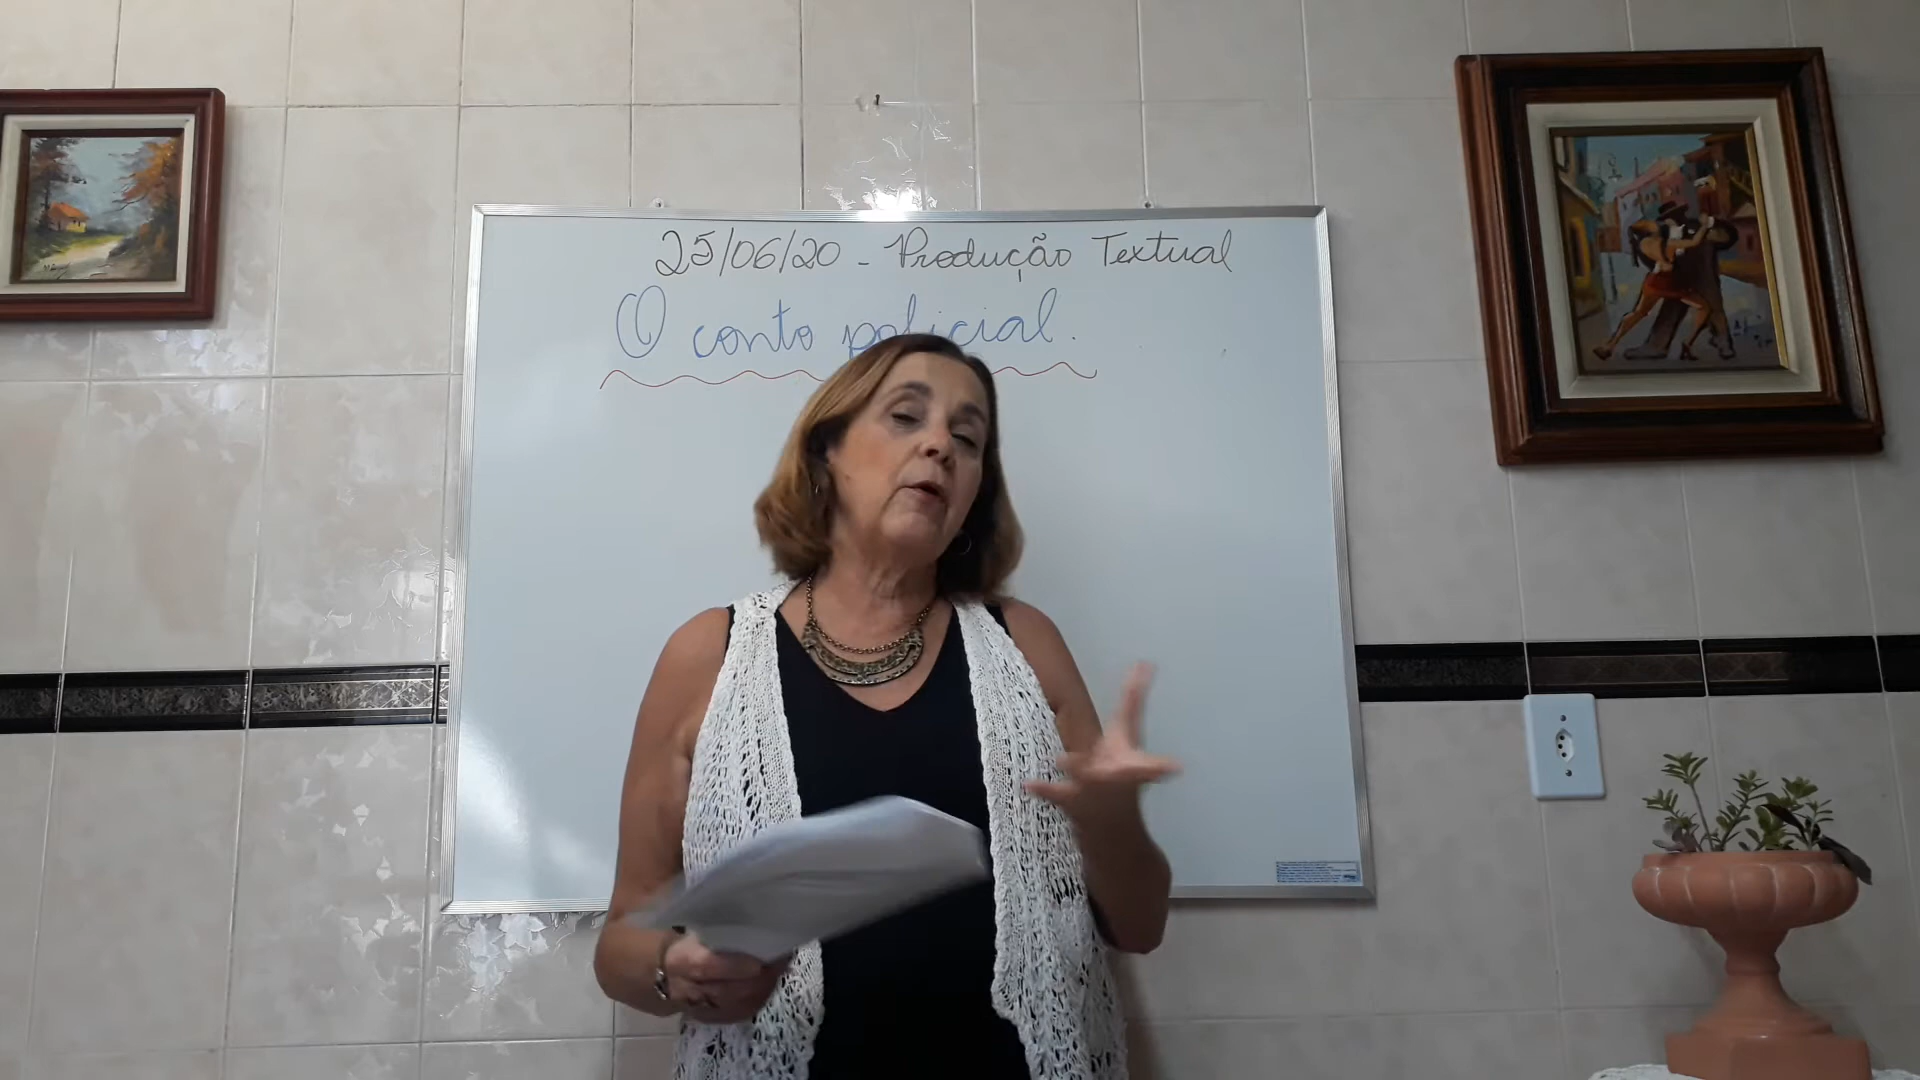 25/06/20 - Produção Textual
O conto policial.